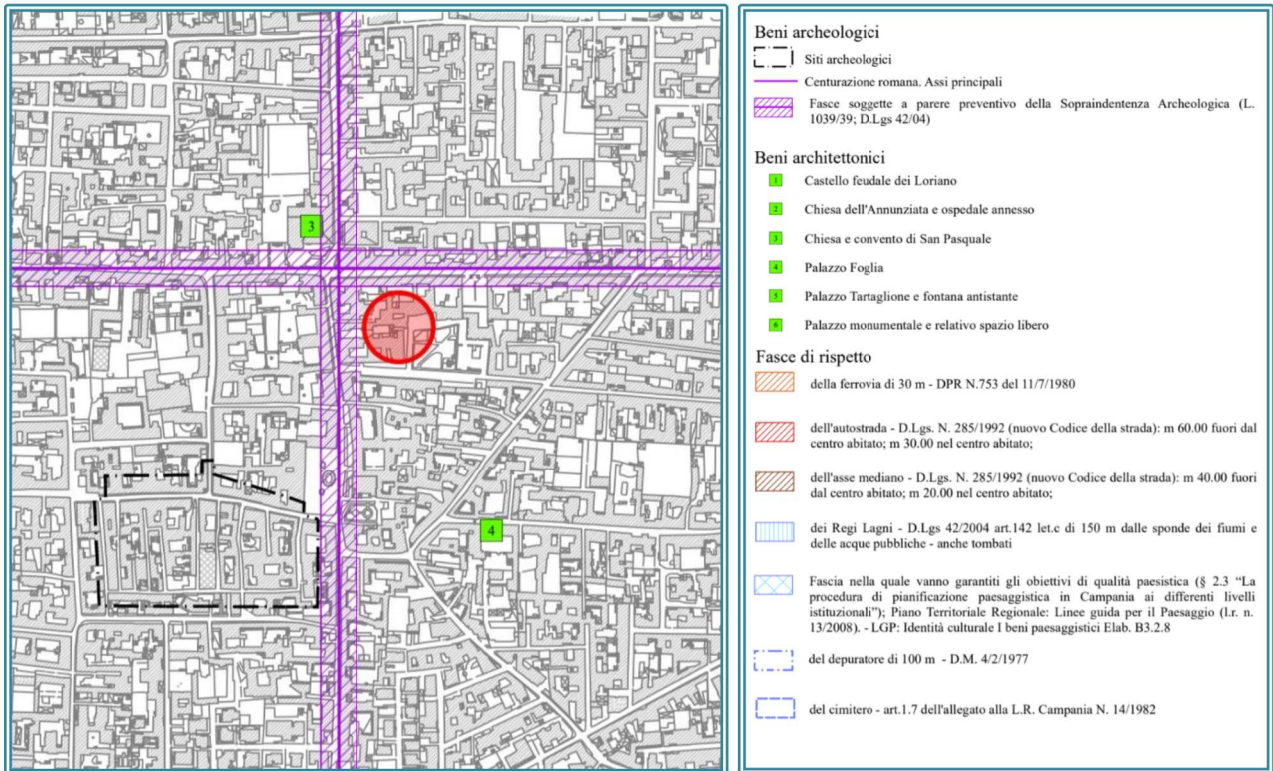 3
4
Beni archeologici
Siti archeologici
Centurazione romana. Assi principali
Fasce soggette a parere preventivo della Sopraindentenza Archeologica (L.
1039/39; D.Lgs 42/04)
Beni architettonici
1 Castello feudale dei Loriano
2 Chiesa dell'Annunziata e ospedale annesso
3 Chiesa e convento di San Pasquale
4 Palazzo Foglia
5 Palazzo Tartaglione e fontana antistante
6 Palazzo monumentale e relativo spazio libero
Fasce di rispetto
della ferrovia di 30 m - DPR N.753 del 11/7/1980
dell'autostrada - D.Lgs. N. 285/1992 (nuovo Codice della strada): m 60.00 fuori dal
centro abitato; m 30.00 nel centro abitato;
dell'asse mediano - D.Lgs. N. 285/1992 (nuovo Codice della strada): m 40.00 fuori
dal centro abitato; m 20.00 nel centro abitato;
dei Regi Lagni - D.Lgs 42/2004 art.142 let.c di 150 m dalle sponde dei fiumi e
delle acque pubbliche - anche tombati
Fascia nella quale vanno garantiti gli obiettivi di qualità paesistica (§ 2.3 “La
procedura di pianificazione paesaggistica in Campania ai differenti livelli
istituzionali”); Piano Territoriale Regionale: Linee guida per il Paesaggio (l.r. n.
13/2008). - LGP: Identità culturale I beni paesaggistici Elab. B3.2.8
del depuratore di 100 m - D.M. 4/2/1977
del cimitero - art.1.7 dell'allegato alla L.R. Campania N. 14/1982